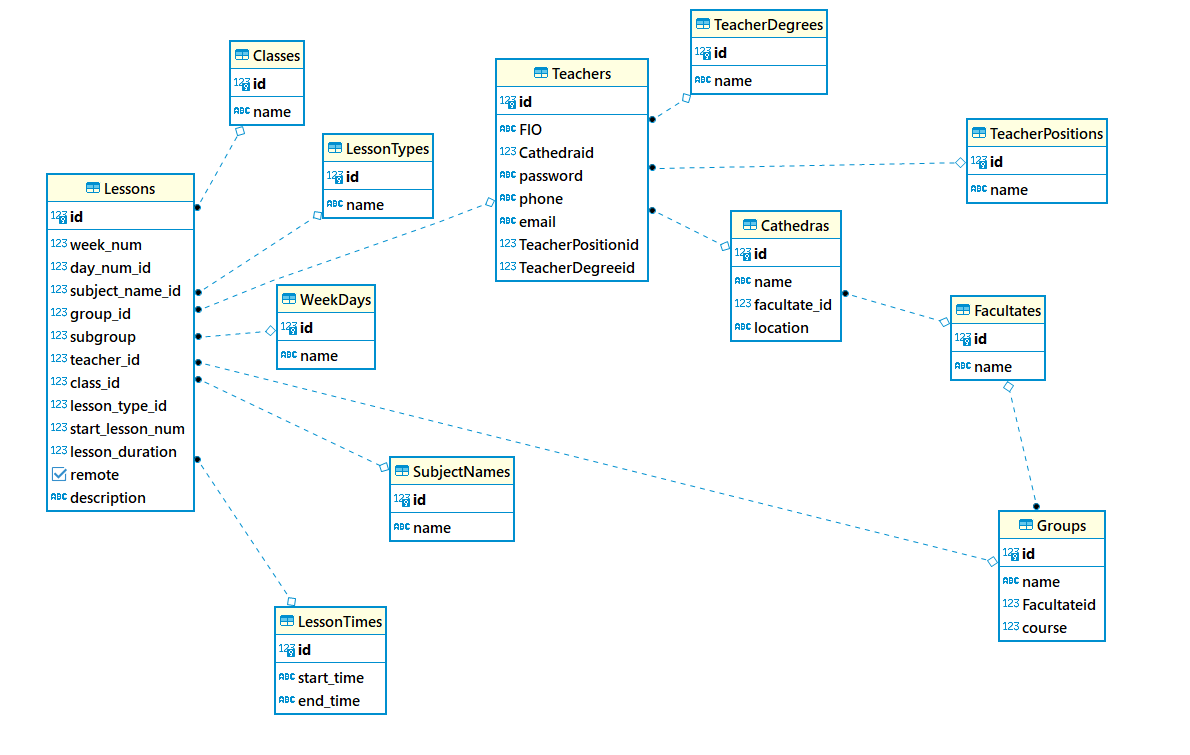 TeacherDegrees
123 id
ABC name
Classes
123 id
ABC name
Teachers
123 id
ABC FIO
123 Cathedraid
ABC password
ABC phone
ABC email
123 TeacherPositionid
123 TeacherDegreeid
TeacherPositions
123 id
ABC name
LessonTypes
123 id
ABC name
Lessons
123 id
123 week_num
123 day_num_id
123 subject_name_id
123 group_id
123 subgroup
123 teacher_id
123 class_id
123 lesson_type_id
123 start_lesson_num
123 lesson_duration
remote
ABC description
Cathedras
123 id
ABC name
123 facultate_id
ABC location
WeekDays
123 id
ABC name
Facultates
123 id
ABC name
SubjectNames
123 id
ABC name
Groups
123 id
ABC name
123 Facultateid
123 course
LessonTimes
123 id
ABC start_time
ABC end_time